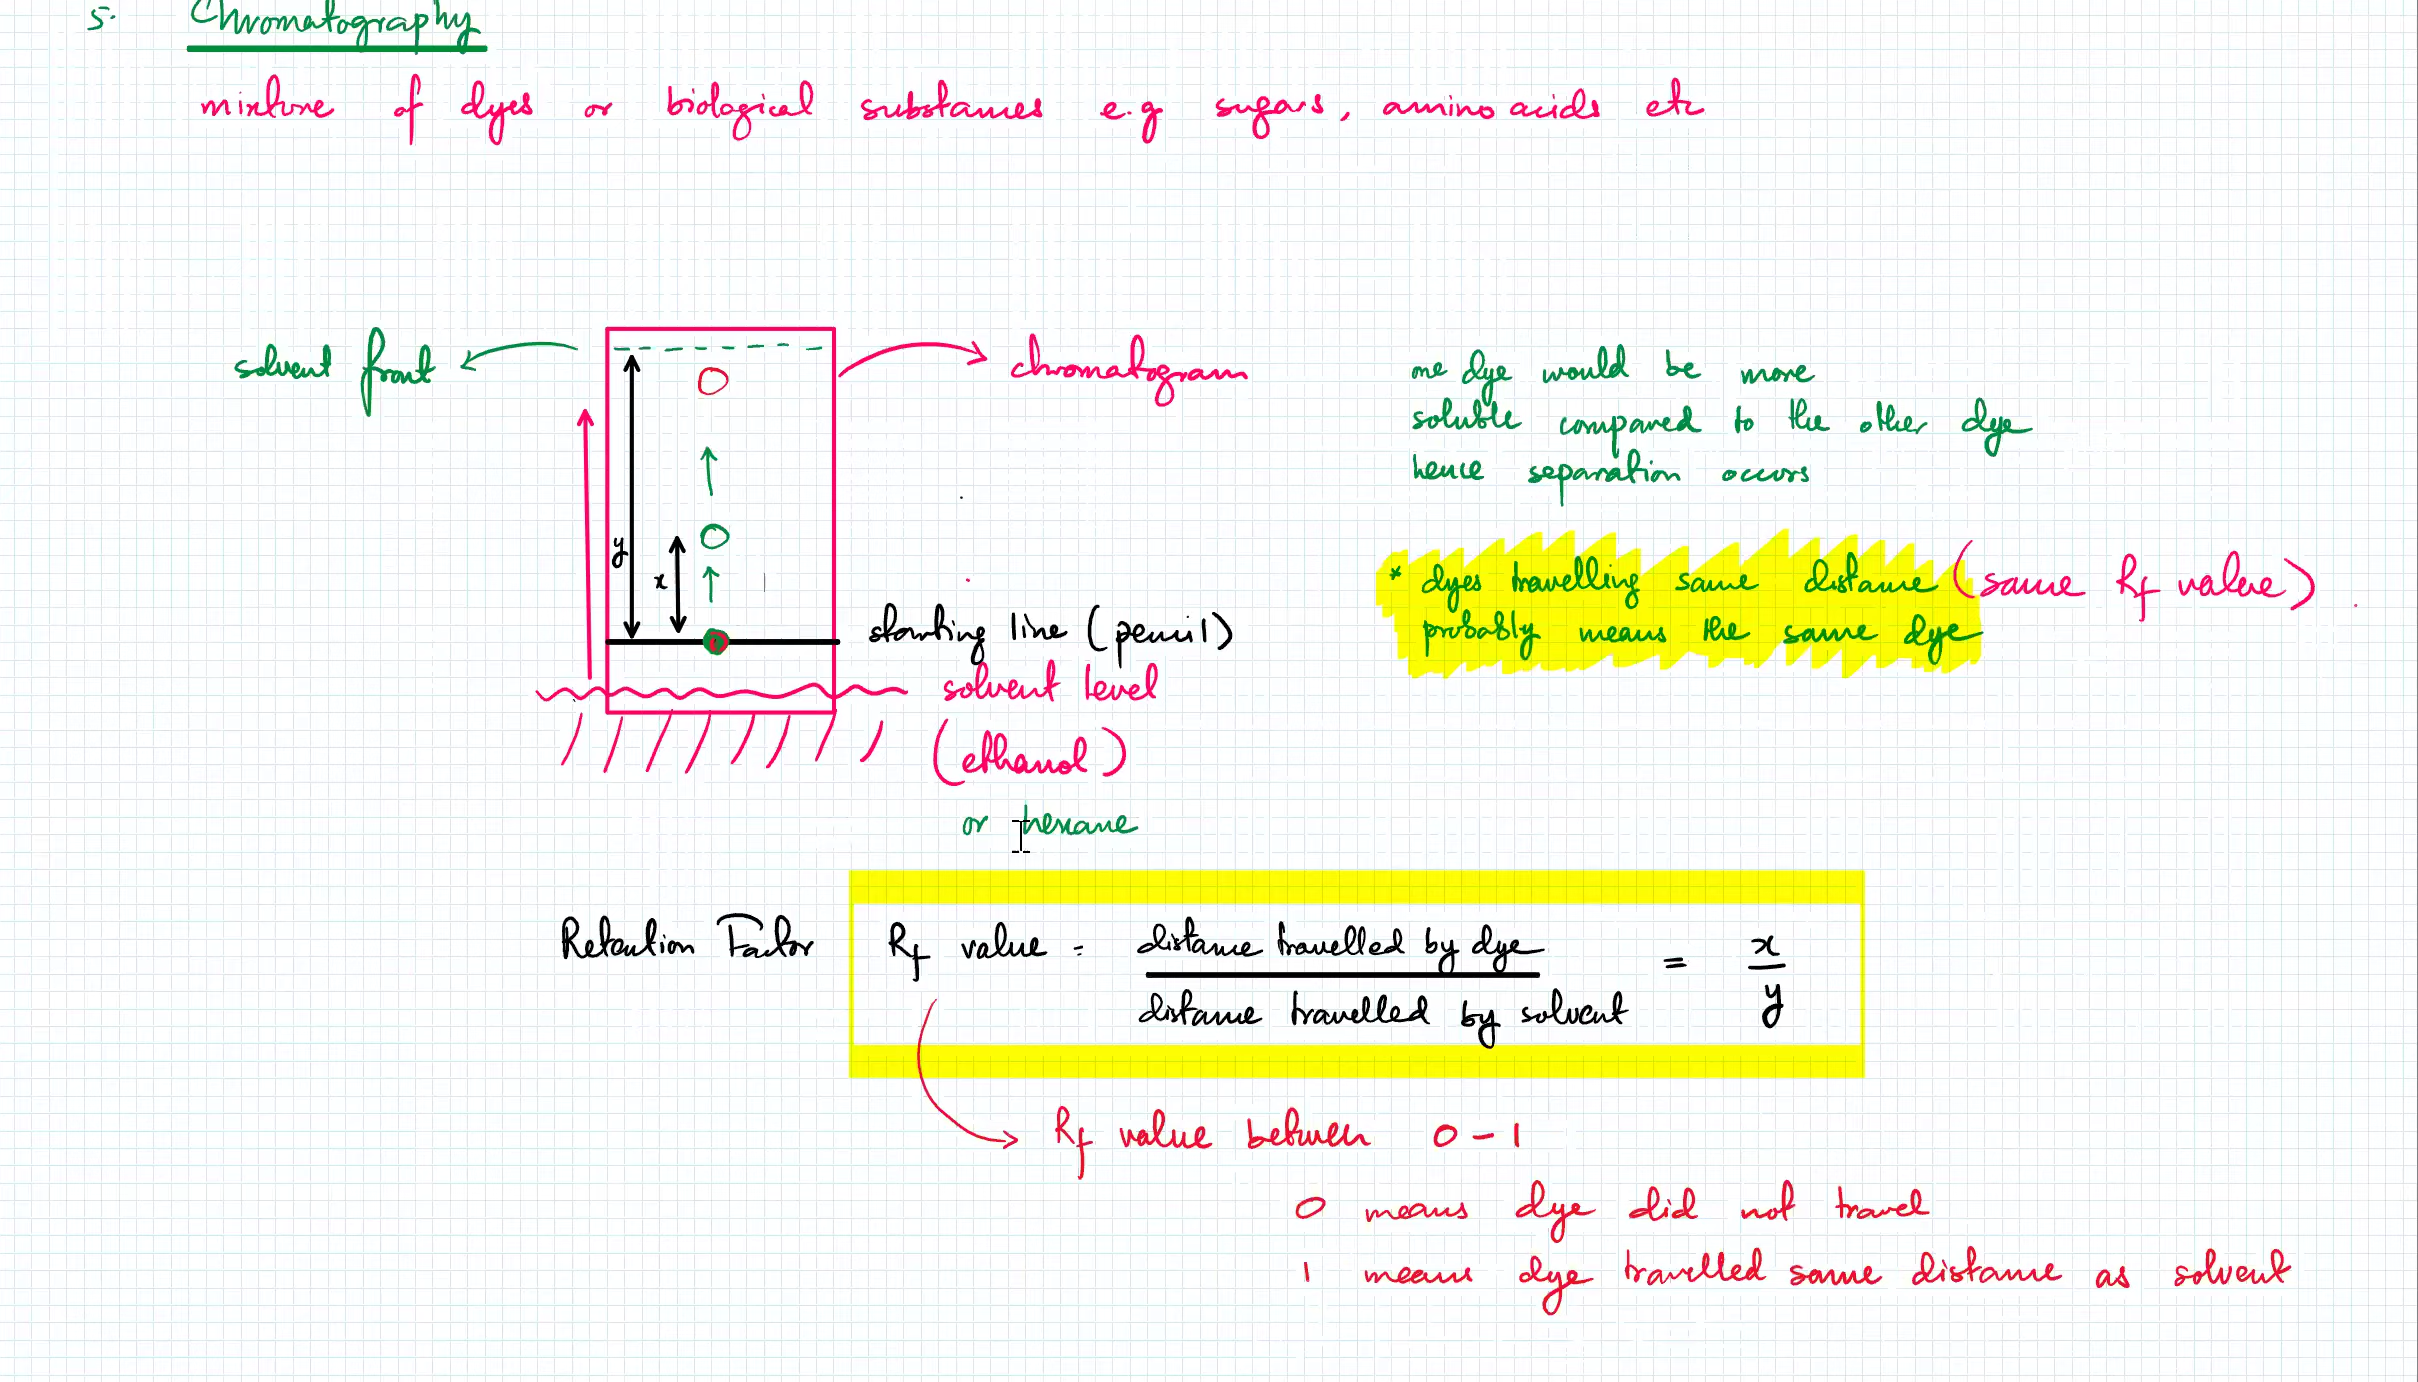 5. Chromatography
mixture of dyes or biological substances e.g sugars, amino acids etc
solvent front
chromatogram
one dye would be more
soluble compared to the other dye
hence separation occurs
y
x
* dyes travelling same distance (same Rf value)
probably means the same dye
starting line (pencil)
solvent level
(ethanol)
or hexane
Retention Factor Rf value = distance travelled by dye = x
distance travelled by solvent y
Rf value between 0 - 1
0 means dye did not travel
1 means dye travelled same distance as solvent